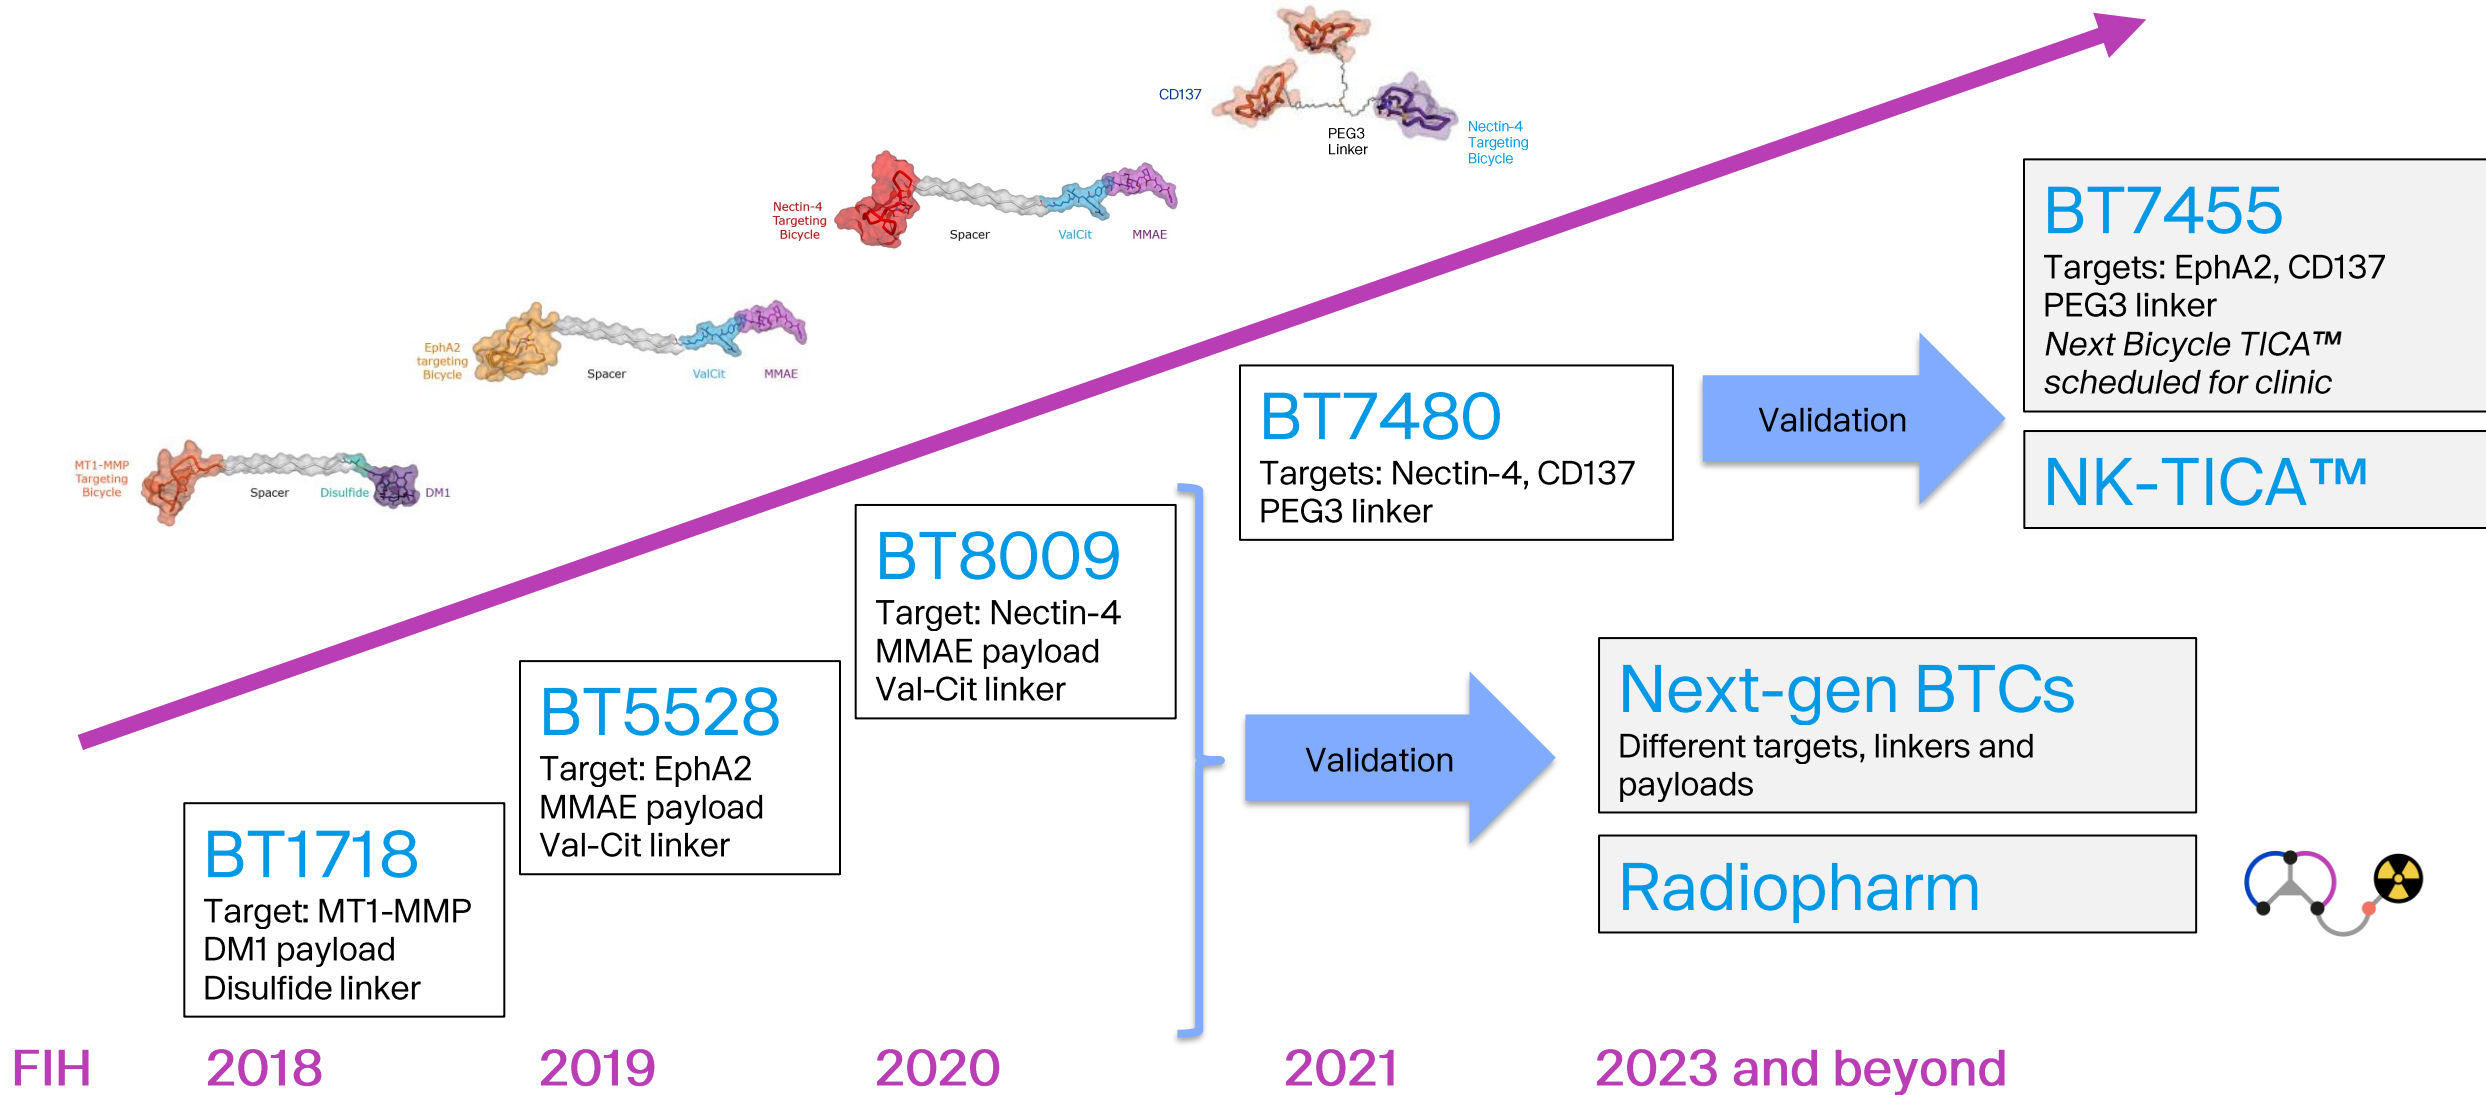 CD137
PEG3
Linker
Nectin-4
Targeting
Bicycle
Nectin-4
Targeting
Bicycle
Spacer
ValCit
MMAE
EphA2
targeting
Bicycle
Spacer
ValCit
MMAE
MT1-MMP
Targeting
Bicycle
Spacer
Disulfide
DM1
BT1718
Target: MT1-MMP
DM1 payload
Disulfide linker
BT5528
Target: EphA2
MMAE payload
Val-Cit linker
BT8009
Target: Nectin-4
MMAE payload
Val-Cit linker
BT7480
Targets: Nectin-4, CD137
PEG3 linker
Validation
BT7455
Targets: EphA2, CD137
PEG3 linker
Next Bicycle TICA™
scheduled for clinic
NK-TICA™
Validation
Next-gen BTCs
Different targets, linkers and
payloads
Radiopharm
FIH
2018
2019
2020
2021
2023 and beyond